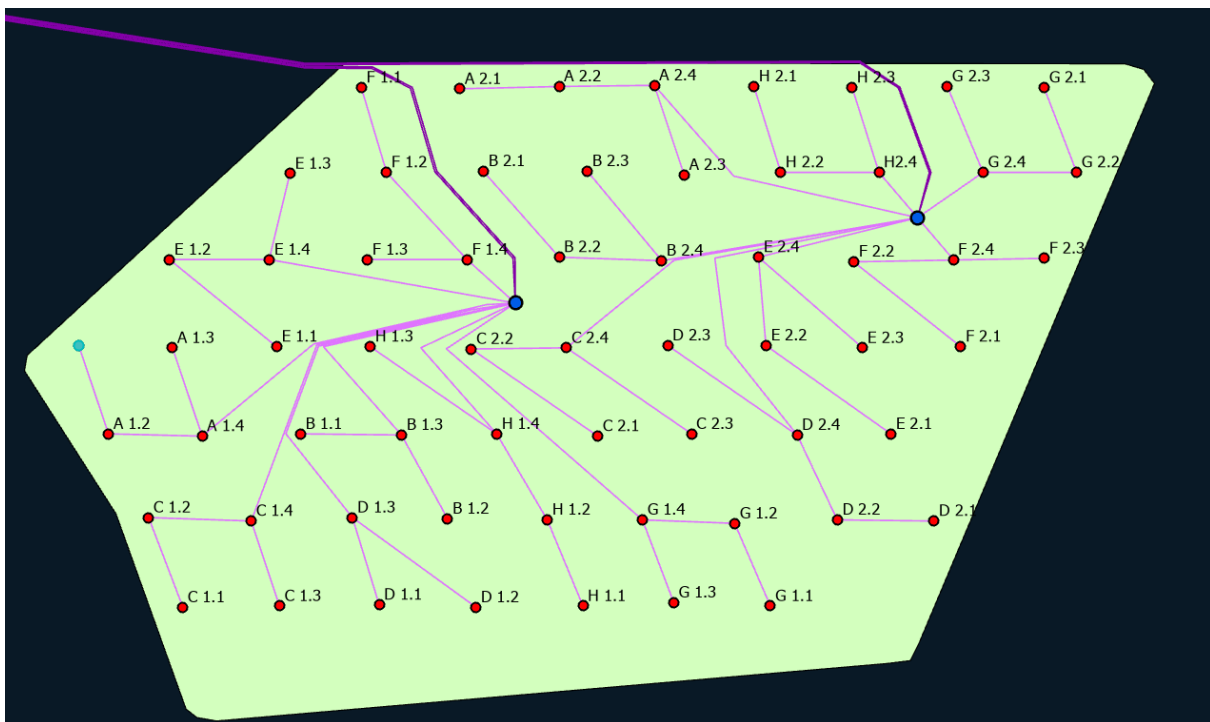 F 1.1
A 2.1
A 2.2
A 2.4
H 2.1
H 2.3
G 2.3
G 2.1
E 1.3
F 1.2
B 2.1
B 2.3
A 2.3
H 2.2
H2.4
G 2.4
G 2.2
E 1.2
E 1.4
F 1.3
F 1.4
B 2.2
B 2.4
E 2.4
F 2.2
F 2.4
F 2.3
A 1.3
E 1.1
H 1.3
C 2.2
C 2.4
D 2.3
E 2.2
E 2.3
F 2.1
A 1.2
A 1.4
B 1.1
B 1.3
H 1.4
C 2.1
C 2.3
D 2.4
E 2.1
C 1.2
C 1.4
D 1.3
B 1.2
H 1.2
G 1.4
G 1.2
D 2.2
D 2.1
C 1.1
C 1.3
D 1.1
D 1.2
H 1.1
G 1.3
G 1.1